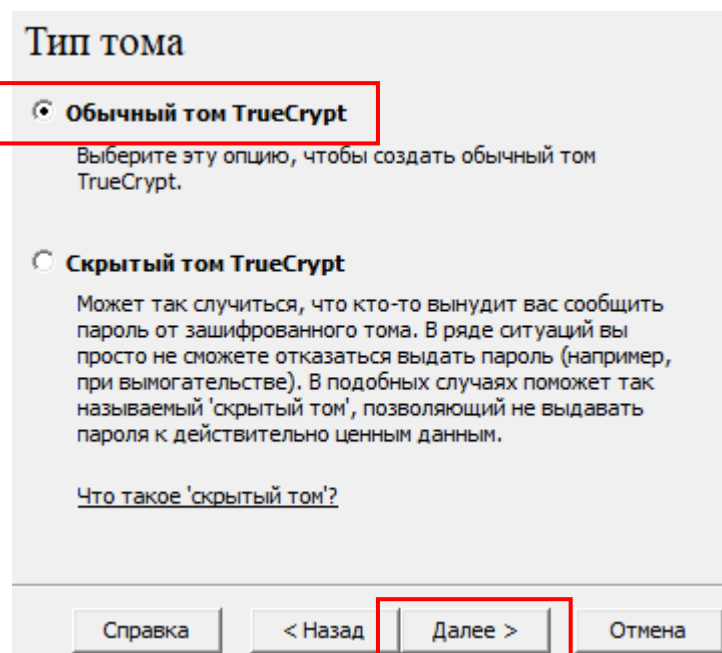 Тип тома
Обычный том TrueCrypt
Выберите эту опцию, чтобы создать обычный том
TrueCrypt.
Скрытый том TrueCrypt
Может так случиться, что кто-то вынудит вас сообщить
пароль от зашифрованного тома. В ряде ситуаций вы
просто не сможете отказаться выдать пароль (например,
при вымогательстве). В подобных случаях поможет так
называемый 'скрытый том', позволяющий не выдавать
пароля к действительно ценным данным.
Что такое 'скрытый том'?
Справка < Назад Далее > Отмена